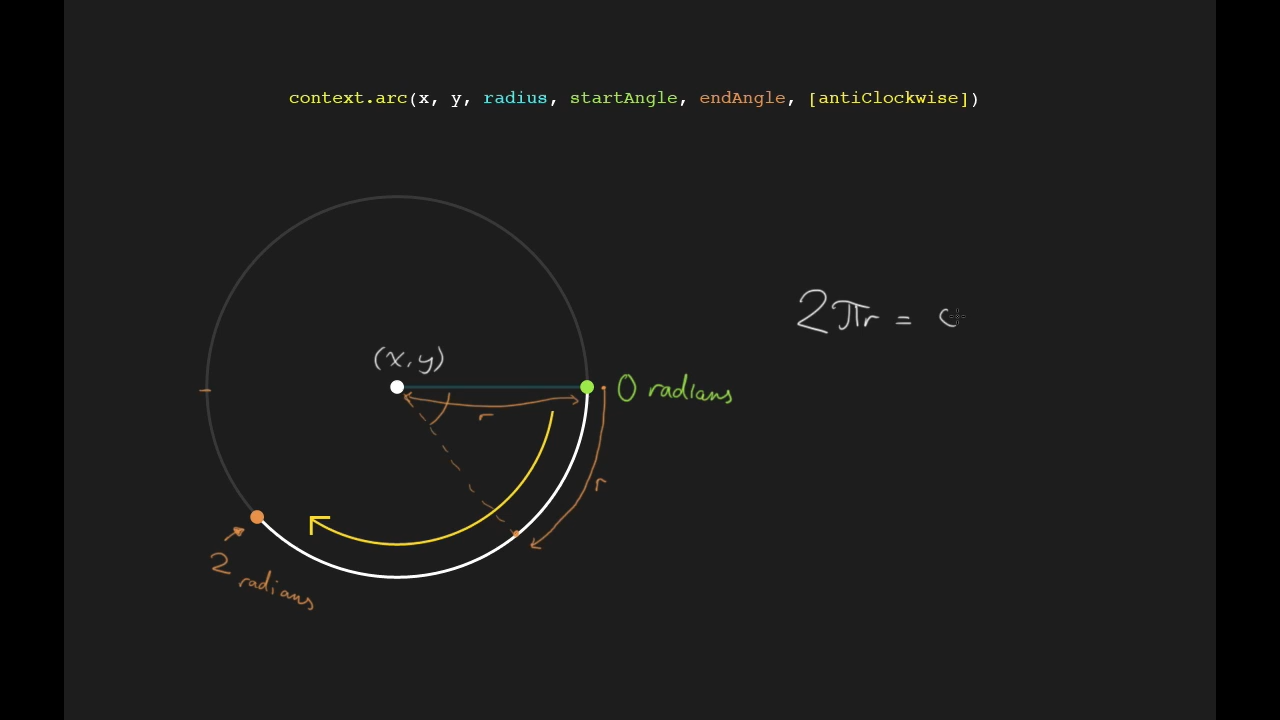 context.arc(x, y, radius, startAngle, endAngle, [antiClockwise])
2πr = c
(x,y)
0 radians
r
r
2 radians